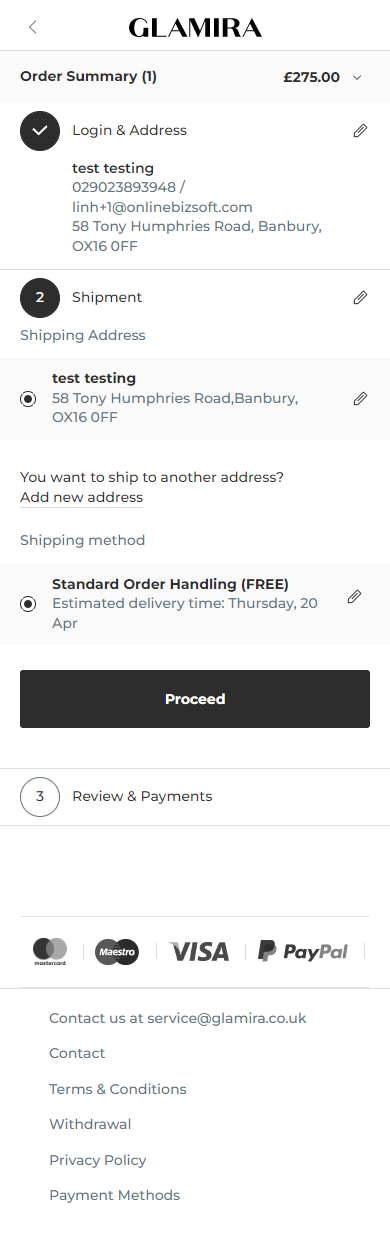 GLAMIRA
Order Summary (1) £275.00
Login & Address
test testing
029023893948 /
linh+1@onlinebizsoft.com
58 Tony Humphries Road, Banbury,
OX16 0FF
2 Shipment
Shipping Address
test testing
58 Tony Humphries Road,Banbury,
OX16 0FF
You want to ship to another address?
Add new address
Shipping method
Standard Order Handling (FREE)
Estimated delivery time: Thursday, 20
Apr
Proceed
3 Review & Payments
mastercard Maestro VISA PayPal
Contact us at service@glamira.co.uk
Contact
Terms & Conditions
Withdrawal
Privacy Policy
Payment Methods